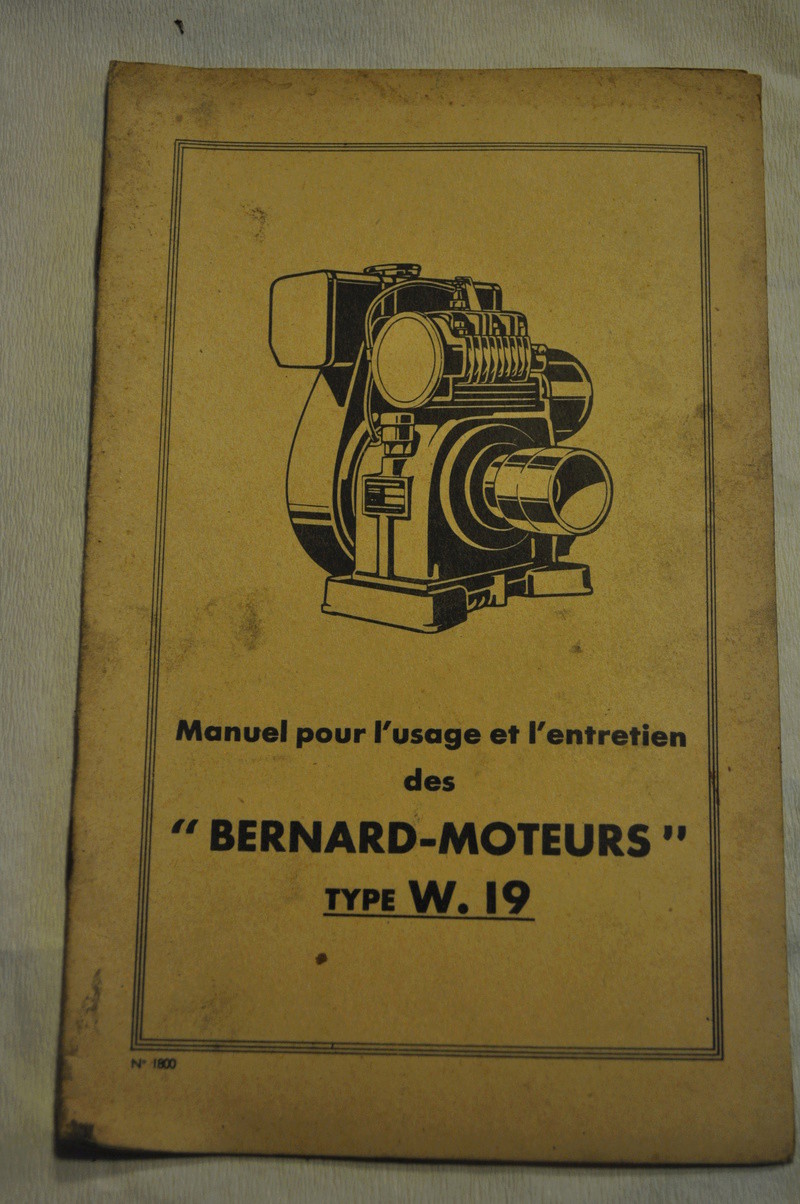 Manuel pour l'usage et l'entretien
des
" BERNARD-MOTEURS "
TYPE W. 19
N° 1800